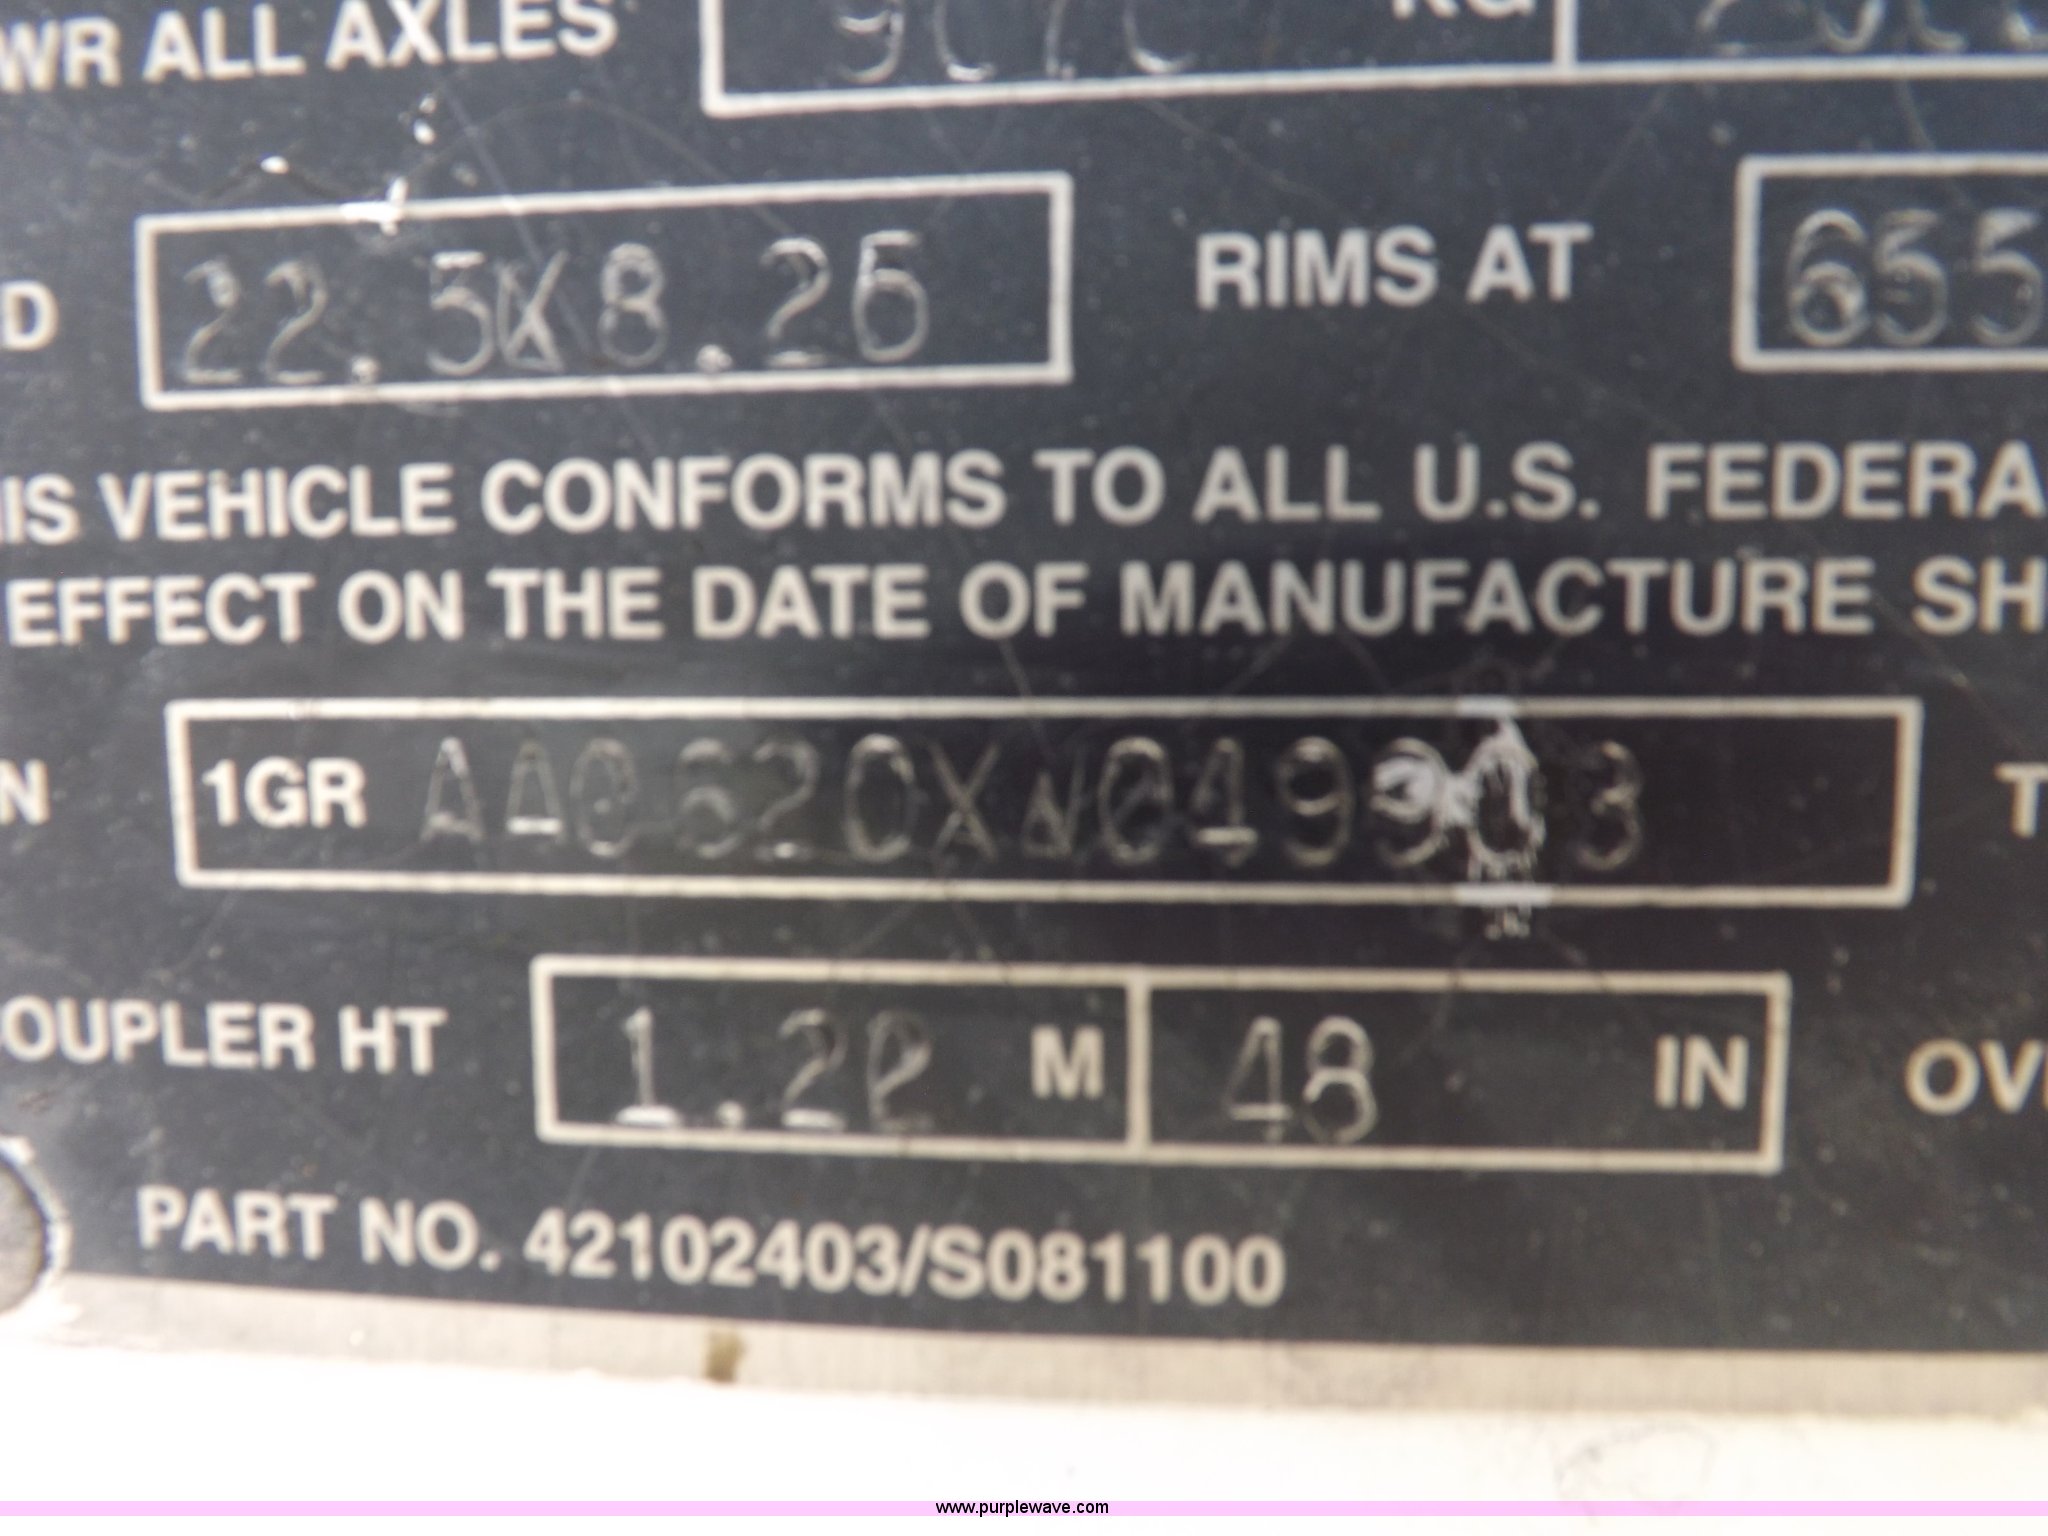 WR ALL AXLES KG
D 22.5X8.25 RIMS AT 655
IS VEHICLE CONFORMS TO ALL U.S. FEDERA
EFFECT ON THE DATE OF MANUFACTURE SH
N 1GR T
OUPLER HT 1.22 M 48 IN OV
PART NO. 42102403/S081100
www.purplewave.com